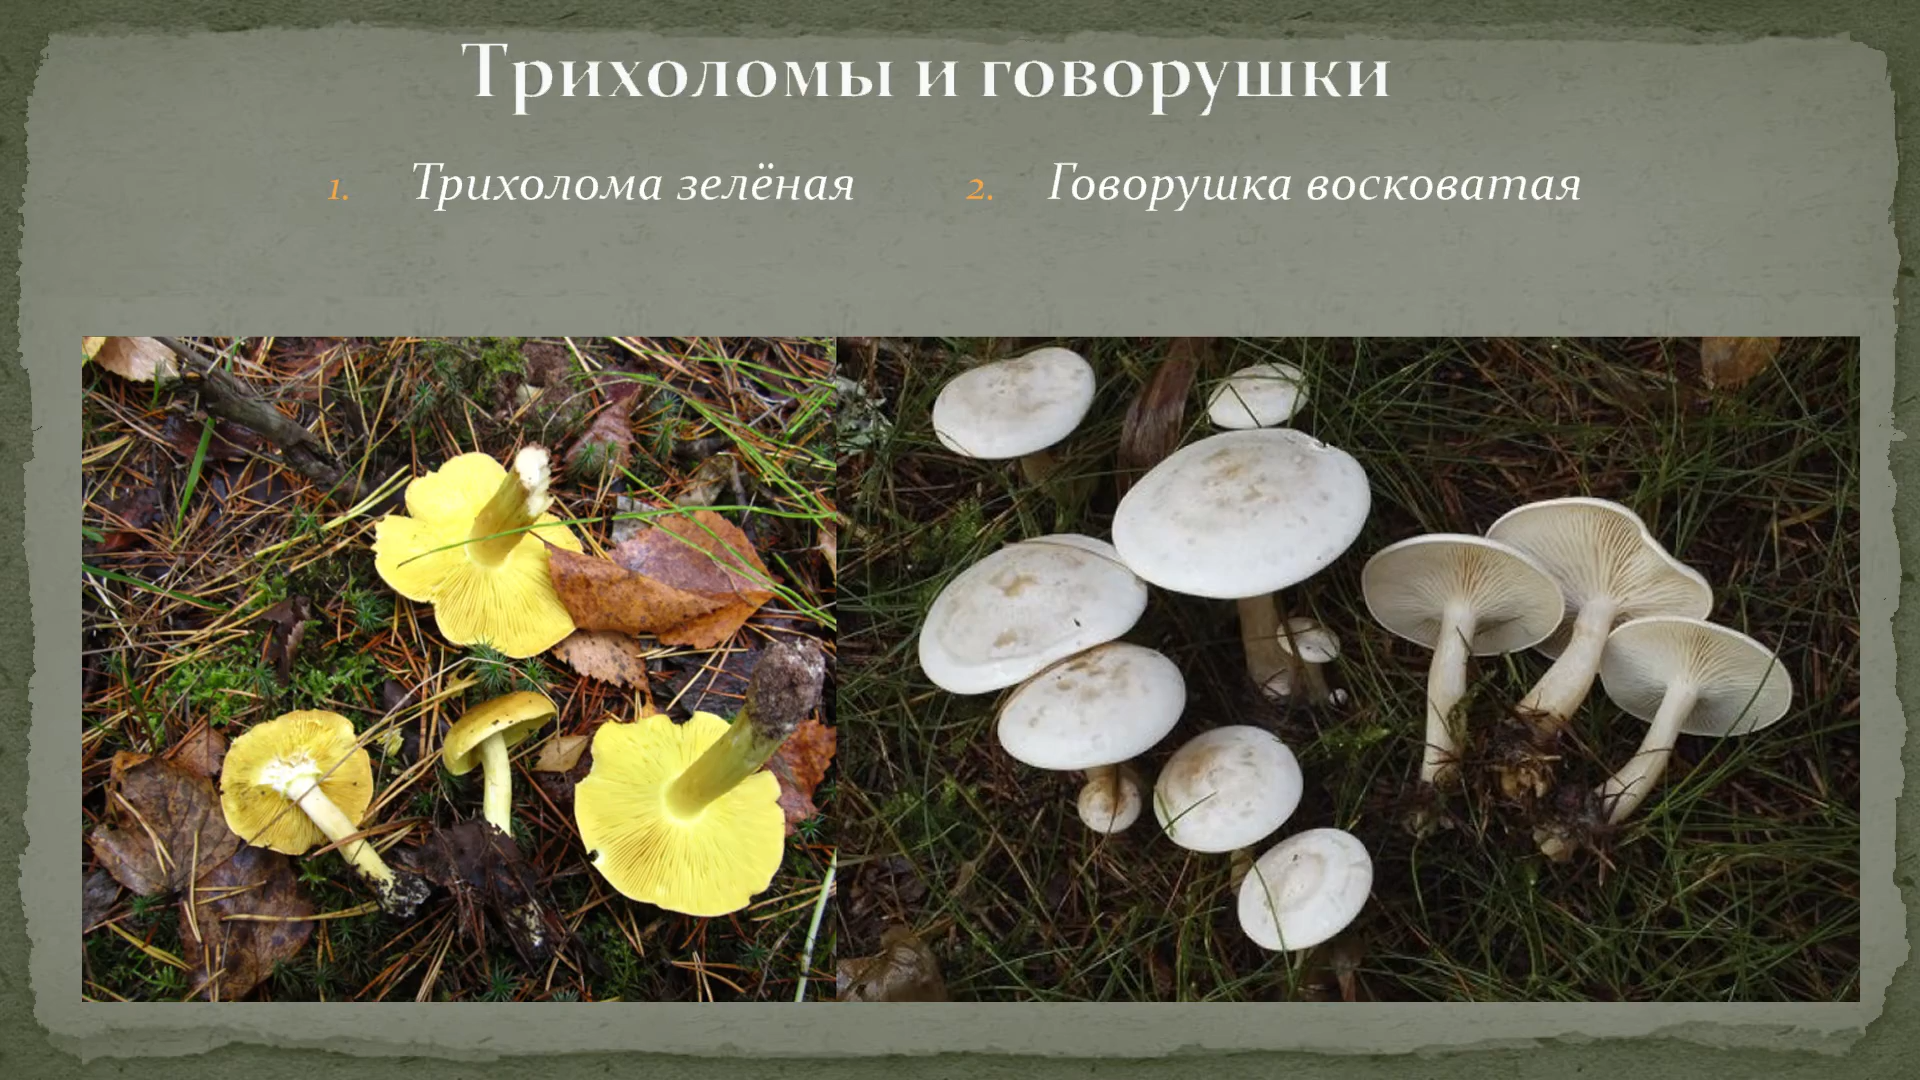 Трихоломы и говорушки
1. Трихолома зелёная
2. Говорушка восковатая